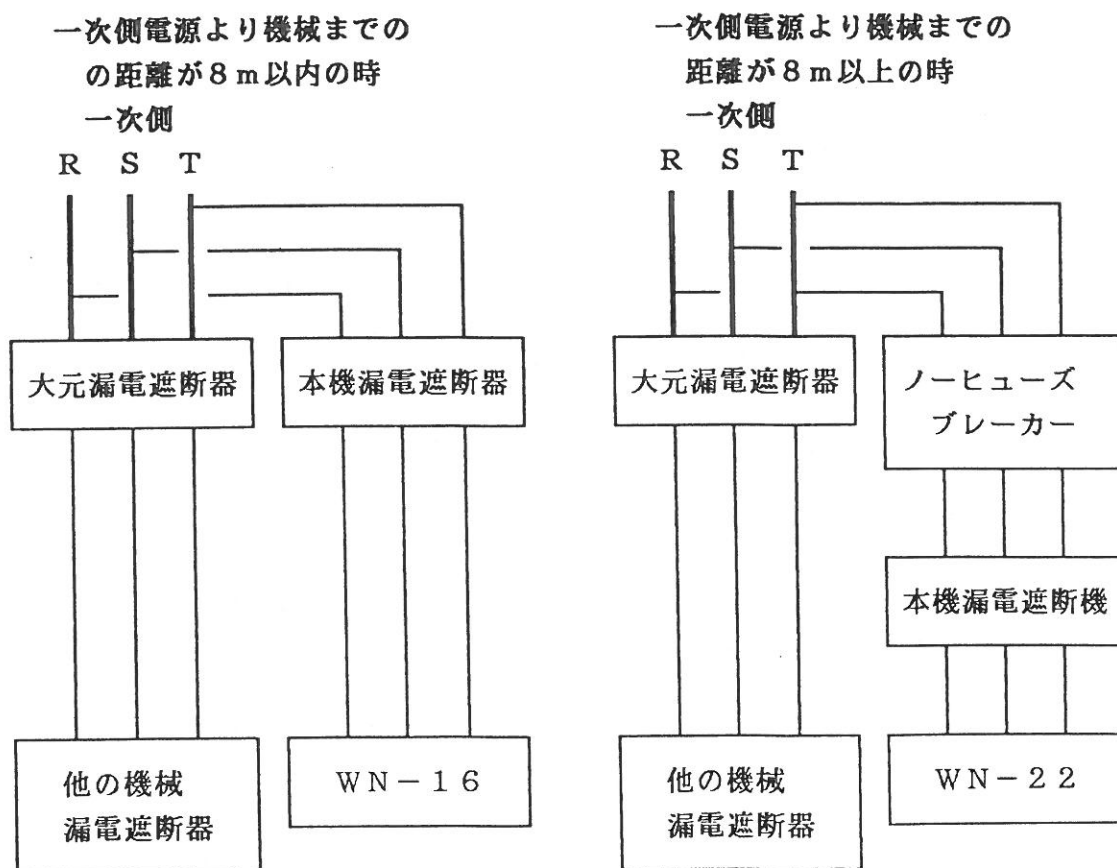 一次側電源より機械までの
の距離が８ｍ以内の時
一次側
Ｒ Ｓ Ｔ
大元漏電遮断器
本機漏電遮断器
他の機械
漏電遮断器
ＷＮ－１６
一次側電源より機械までの
距離が８ｍ以上の時
一次側
Ｒ Ｓ Ｔ
大元漏電遮断器
ノーヒューズ
ブレーカー
本機漏電遮断機
他の機械
漏電遮断器
ＷＮ－２２